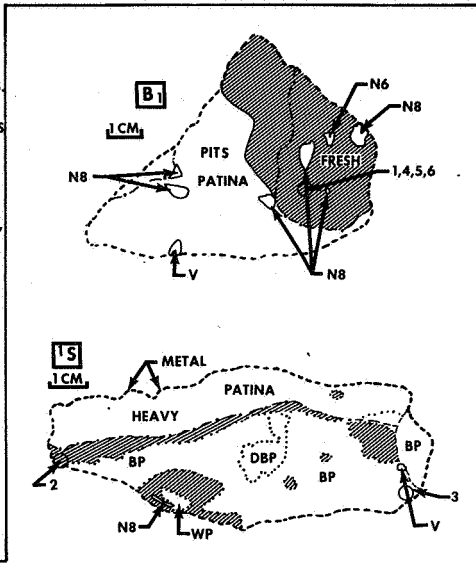 B1
1 CM
N6
N8
PITS
FRESH
N8
PATINA
1,4,5,6
V
N8
1S
1 CM
METAL
PATINA
HEAVY
BP
BP
DBP
BP
2
3
N8
WP
V